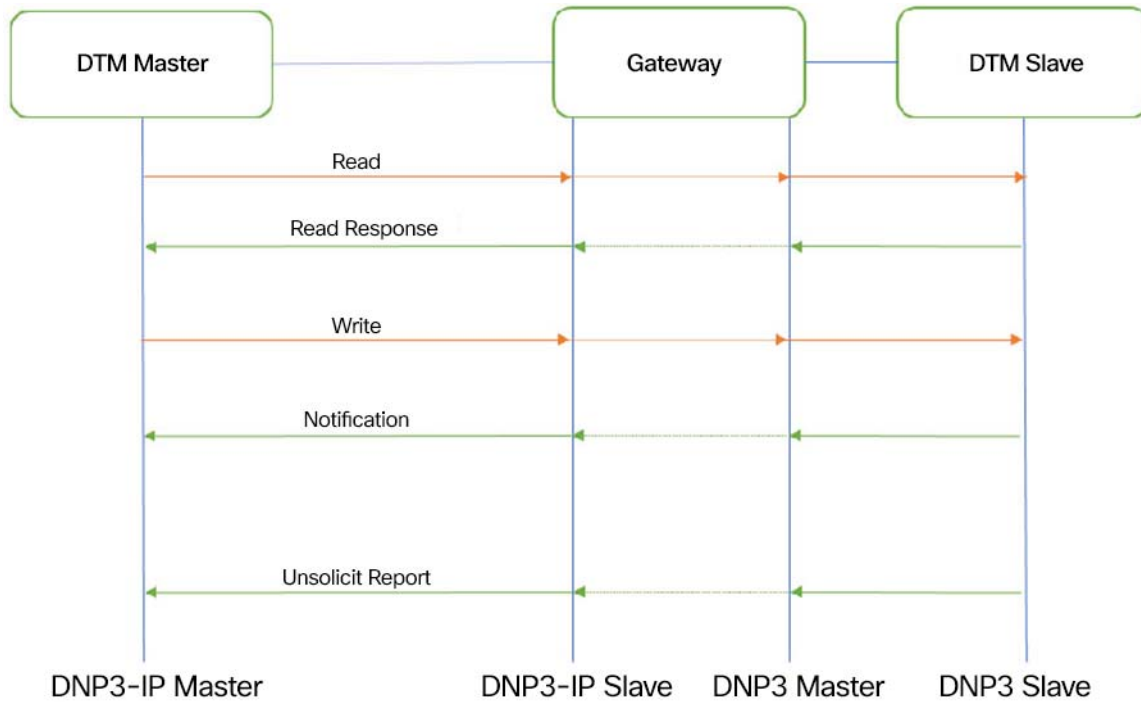 DTM Master
Gateway
DTM Slave
Read
Read Response
Write
Notification
Unsolicit Report
DNP3-IP Master
DNP3-IP Slave
DNP3 Master
DNP3 Slave